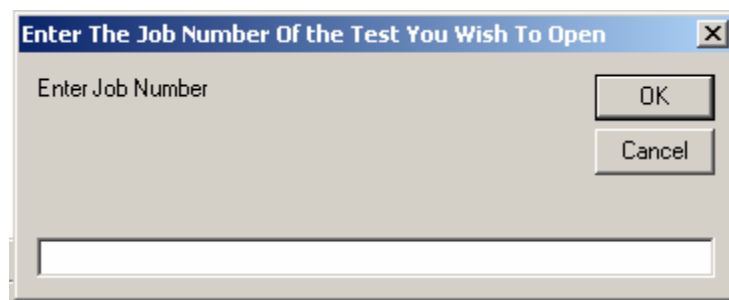 Enter The Job Number Of the Test You Wish To Open
Enter Job Number
OK
Cancel